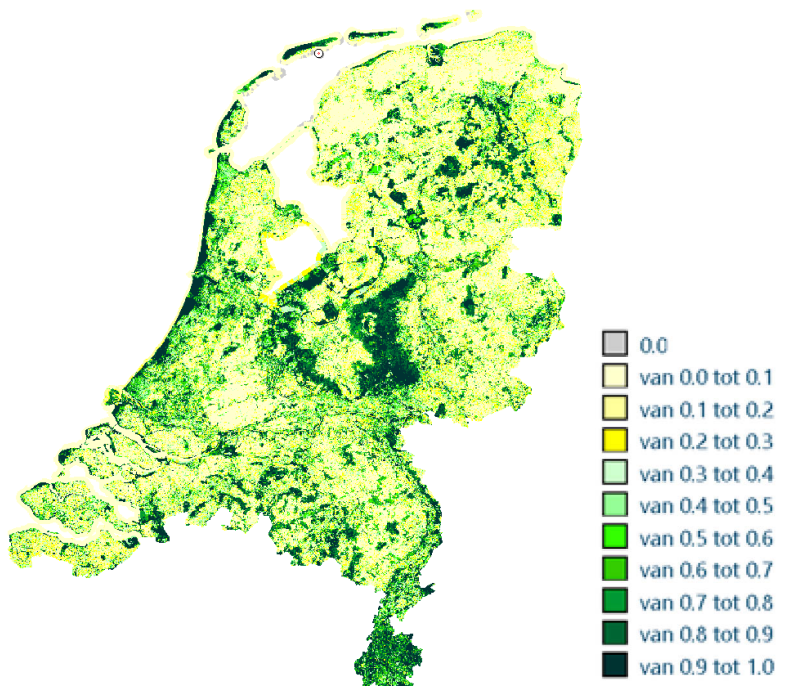 0.0
van 0.0 tot 0.1
van 0.1 tot 0.2
van 0.2 tot 0.3
van 0.3 tot 0.4
van 0.4 tot 0.5
van 0.5 tot 0.6
van 0.6 tot 0.7
van 0.7 tot 0.8
van 0.8 tot 0.9
van 0.9 tot 1.0